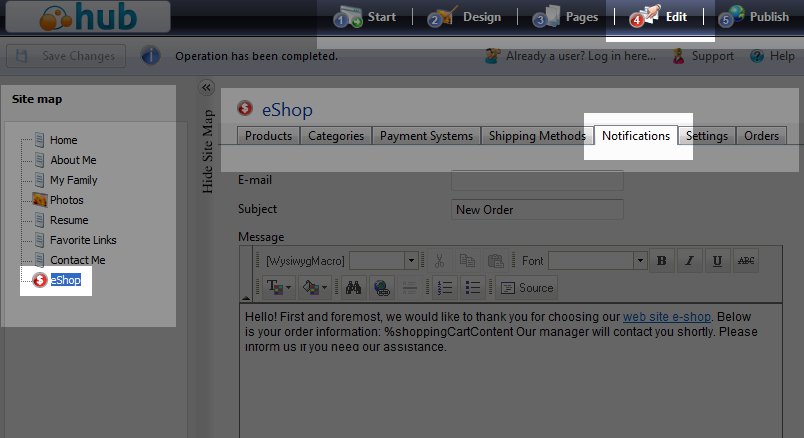 hub
1 Start 2 Design 3 Pages 4 Edit 5 Publish
Save Changes i Operation has been completed. Already a user? Log in here... Support ? Help
Site map
Home
About Me
My Family
Photos
Resume
Favorite Links
Contact Me
$ eShop
Hide Site Map
$ eShop
Products Categories Payment Systems Shipping Methods Notifications Settings Orders
E-mail
Subject New Order
Message
[WysiwygMacro] Font B I U ABC
T Source
Hello! First and foremost, we would like to thank you for choosing our web site e-shop. Below
is your order information: %shoppingCartContent Our manager will contact you shortly. Please
inform us if you need our assistance.